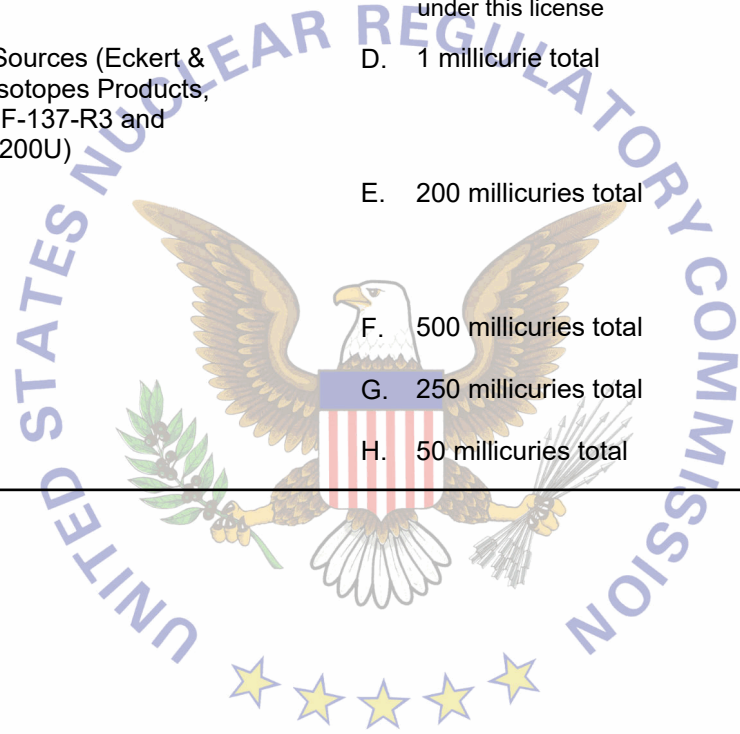 under this license
Sources (Eckert &
sotopes Products,
F-137-R3 and
200U)
D. 1 millicurie total
E. 200 millicuries total
F. 500 millicuries total
G. 250 millicuries total
H. 50 millicuries total
UNITED STATES NUCLEAR REGULATORY COMMISSION